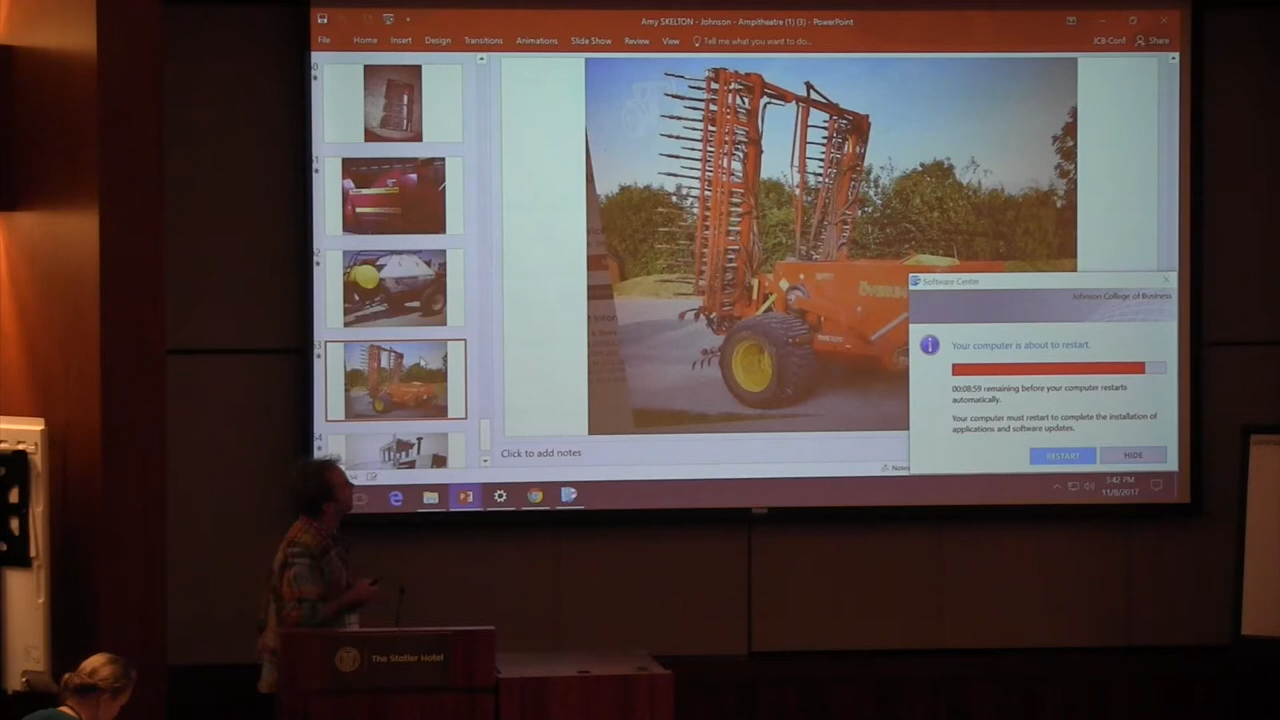 Amy SKELTON - Johnson - Ampitheatre (1) (3) - PowerPoint
File Home Insert Design Transitions Animations Slide Show Review View Tell me what you want to do... JCB-Conf Share
Software Center
Johnson College of Business
Your computer is about to restart.
00:08:59 remaining before your computer restarts
automatically.
Your computer must restart to complete the installation of
applications and software updates.
RESTART HIDE
Click to add notes
Notes
3:42 PM
11/8/2017
The Statler Hotel